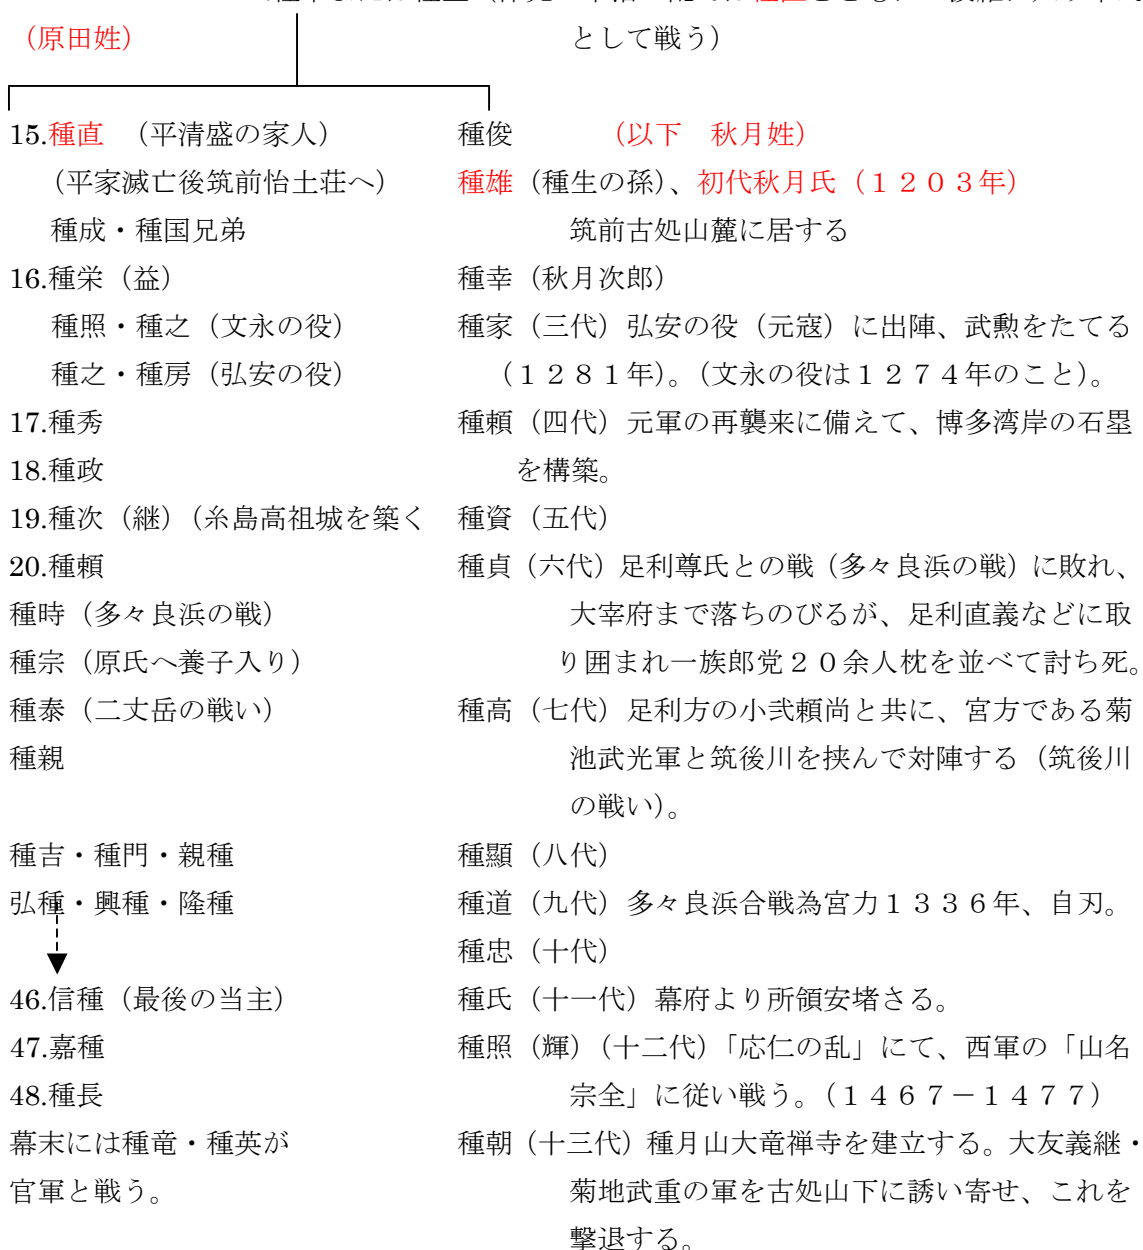 （原田姓）　として戦う）
15.種直　（平清盛の家人）　種俊　（以下　秋月姓）
（平家滅亡後筑前怡土荘へ）　種雄（種生の孫）、初代秋月氏（１２０３年）
種成・種国兄弟　筑前古処山麓に居する
16.種栄（益）　種幸（秋月次郎）
種照・種之（文永の役）　種家（三代）弘安の役（元寇）に出陣、武勲をたてる
種之・種房（弘安の役）　（１２８１年）。（文永の役は１２７４年のこと）。
17.種秀　種頼（四代）元軍の再襲来に備えて、博多湾岸の石塁
18.種政　を構築。
19.種次（継）（糸島高祖城を築く　種資（五代）
20.種頼　種貞（六代）足利尊氏との戦（多々良浜の戦）に敗れ、
種時（多々良浜の戦）　大宰府まで落ちのびるが、足利直義などに取
種宗（原氏へ養子入り）　り囲まれ一族郎党２０余人枕を並べて討ち死。
種泰（二丈岳の戦い）　種高（七代）足利方の小弐頼尚と共に、宮方である菊
種親　池武光軍と筑後川を挟んで対陣する（筑後川
の戦い）。
種吉・種門・親種　種顯（八代）
弘種・興種・隆種　種道（九代）多々良浜合戦為宮力１３３６年、自刃。
種忠（十代）
46.信種（最後の当主）　種氏（十一代）幕府より所領安堵さる。
47.嘉種　種照（輝）（十二代）「応仁の乱」にて、西軍の「山名
48.種長　宗全」に従い戦う。（１４６７－１４７７）
幕末には種竜・種英が　種朝（十三代）種月山大竜禅寺を建立する。大友義継・
官軍と戦う。　菊地武重の軍を古処山下に誘い寄せ、これを
撃退する。